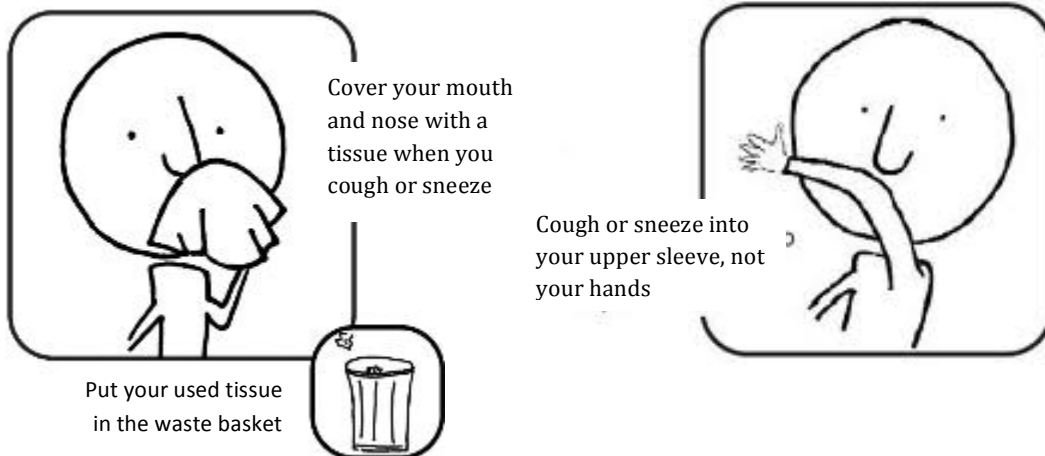 Cover your mouth
and nose with a
tissue when you
cough or sneeze
Put your used tissue
in the waste basket
Cough or sneeze into
your upper sleeve, not
your hands